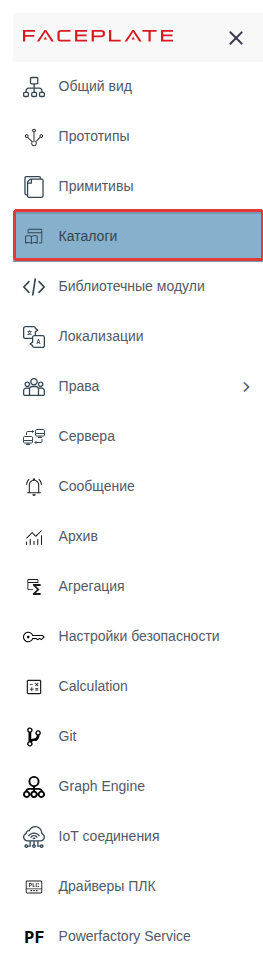 FACEPLATE
Общий вид
Прототипы
Примитивы
Каталоги
Библиотечные модули
Локализации
Права
Сервера
Сообщение
Архив
Агрегация
Настройки безопасности
Calculation
Git
Graph Engine
IoT соединения
PLC Драйверы ПЛК
PF Powerfactory Service